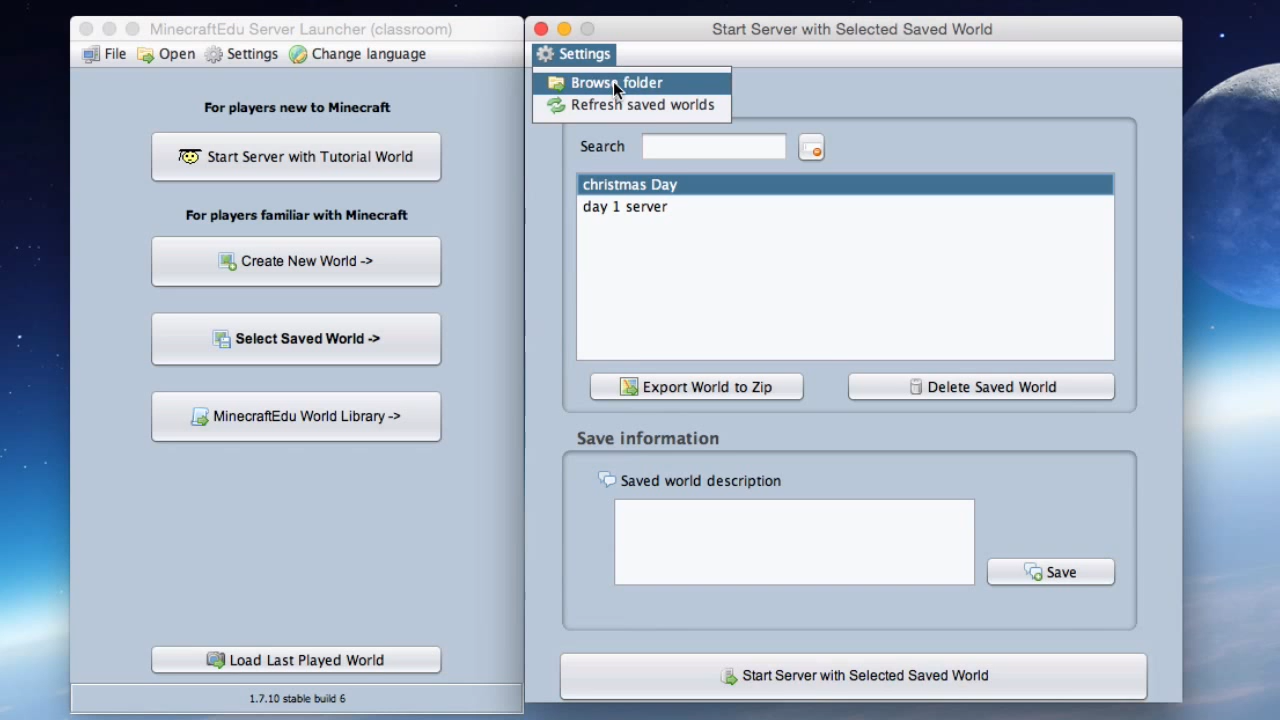 MinecraftEdu Server Launcher (classroom)
File Open Settings Change language
For players new to Minecraft
Start Server with Tutorial World
For players familiar with Minecraft
Create New World ->
Select Saved World ->
MinecraftEdu World Library ->
Load Last Played World
1.7.10 stable build 6
Start Server with Selected Saved World
Settings
Browse folder
Refresh saved worlds
Search
christmas Day
day 1 server
Export World to Zip
Delete Saved World
Save information
Saved world description
Save
Start Server with Selected Saved World